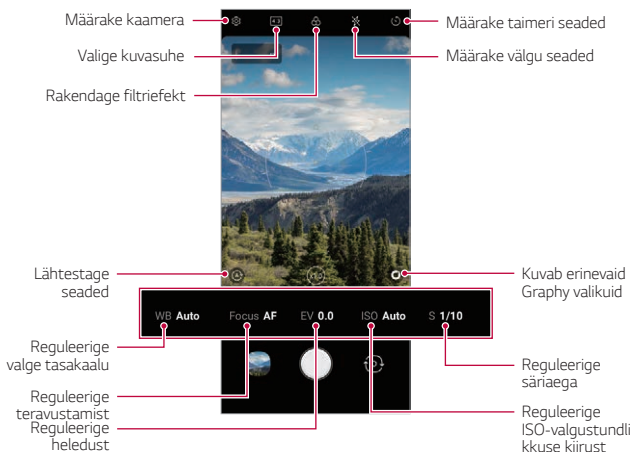 Määrake kaamera
Määrake taimeri seaded
Valige kuvasuhe
Määrake välgu seaded
Rakendage filtriefekt
Lähtestage
seaded
Kuvab erinevaid
Graphy valikuid
WB Auto Focus AF EV 0.0 ISO Auto S 1/10
Reguleerige
valge tasakaalu
Reguleerige
säriaega
Reguleerige
teravustamist
Reguleerige
heledust
Reguleerige
ISO-valgustundli
kkuse kiirust